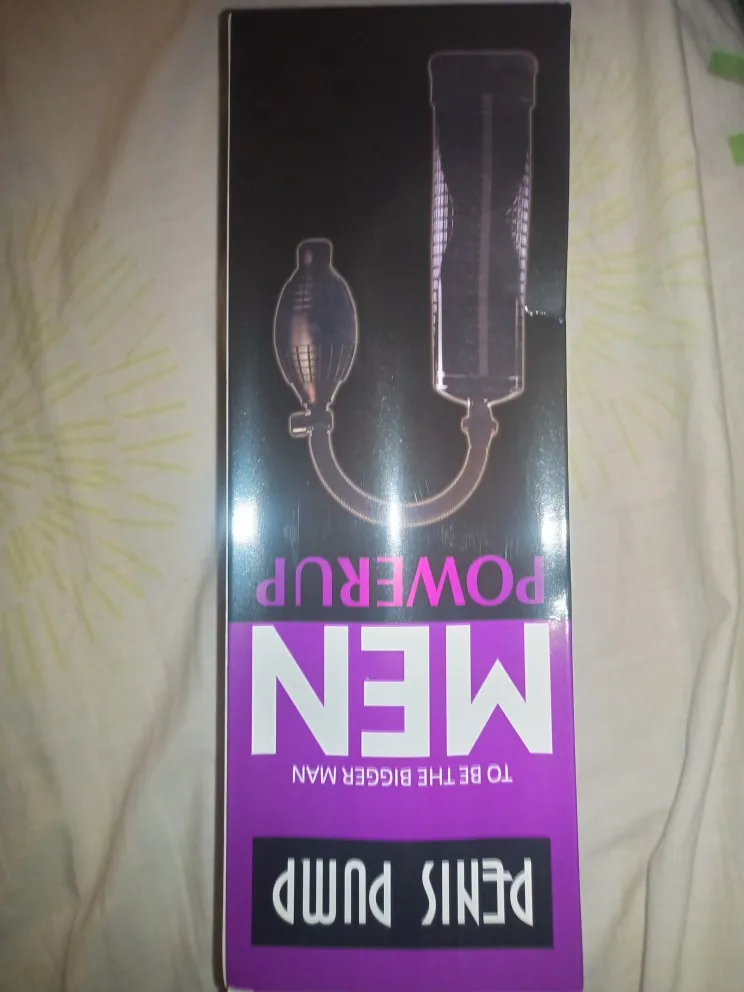 PENIS PUMP
TO BE THE BIGGER MAN
MEN
POWERUP